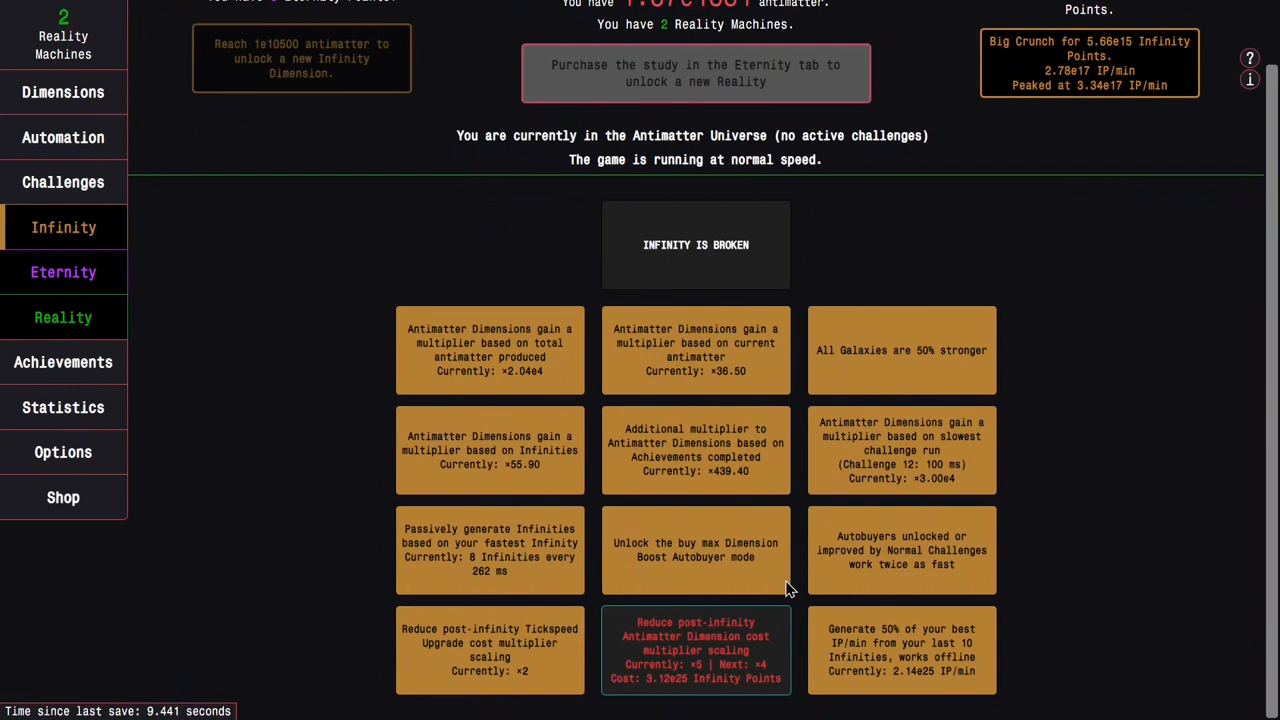 2
Reality
Machines
Dimensions
Automation
Challenges
Infinity
Eternity
Reality
Achievements
Statistics
Options
Shop
Reach 1e10500 antimatter to
unlock a new Infinity
Dimension.
You have antimatter.
You have 2 Reality Machines.
Purchase the study in the Eternity tab to
unlock a new Reality
Points.
Big Crunch for 5.66e15 Infinity
Points.
2.78e17 IP/min
Peaked at 3.34e17 IP/min
?
i
You are currently in the Antimatter Universe (no active challenges)
The game is running at normal speed.
INFINITY IS BROKEN
Antimatter Dimensions gain a
multiplier based on total
antimatter produced
Currently: ×2.04e4
Antimatter Dimensions gain a
multiplier based on current
antimatter
Currently: ×36.50
All Galaxies are 50% stronger
Antimatter Dimensions gain a
multiplier based on Infinities
Currently: ×55.90
Additional multiplier to
Antimatter Dimensions based on
Achievements completed
Currently: ×439.40
Antimatter Dimensions gain a
multiplier based on slowest
challenge run
(Challenge 12: 100 ms)
Currently: ×3.00e4
Passively generate Infinities
based on your fastest Infinity
Currently: 8 Infinities every
262 ms
Unlock the buy max Dimension
Boost Autobuyer mode
Autobuyers unlocked or
improved by Normal Challenges
work twice as fast
Reduce post-infinity Tickspeed
Upgrade cost multiplier
scaling
Currently: ×2
Reduce post-infinity
Antimatter Dimension cost
multiplier scaling
Currently: ×5 | Next: ×4
Cost: 3.12e25 Infinity Points
Generate 50% of your best
IP/min from your last 10
Infinities, works offline
Currently: 2.14e25 IP/min
Time since last save: 9.441 seconds